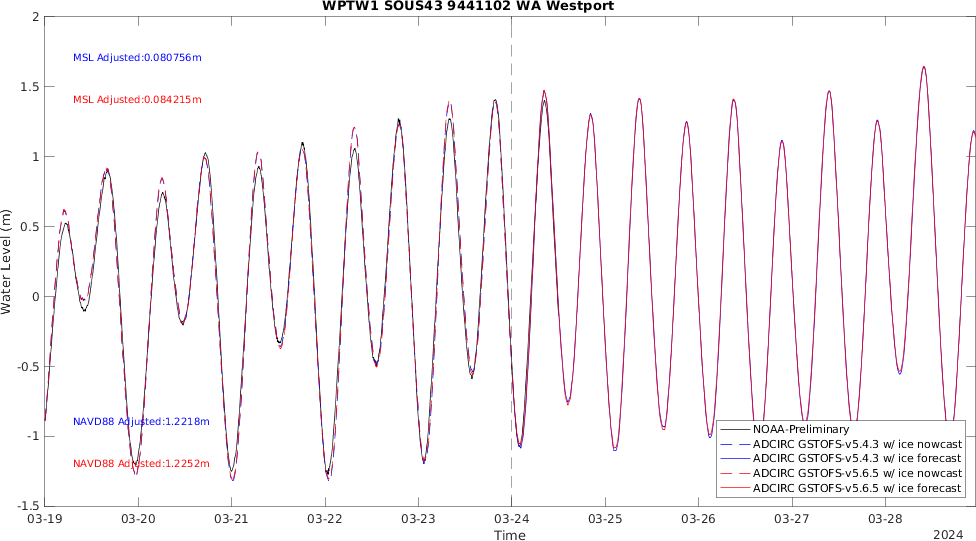 WPTW1 SOUS43 9441102 WA Westport
2
MSL Adjusted:0.080756m
1.5
MSL Adjusted:0.084215m
1
0.5
Water Level (m)
0
-0.5
NAVD88 Adjusted:1.2218m
-1
NAVD88 Adjusted:1.2252m
-1.5
NOAA-Preliminary
ADCIRC GSTOFS-v5.4.3 w/ ice nowcast
ADCIRC GSTOFS-v5.4.3 w/ ice forecast
ADCIRC GSTOFS-v5.6.5 w/ ice nowcast
ADCIRC GSTOFS-v5.6.5 w/ ice forecast
03-19 03-20 03-21 03-22 03-23 03-24 03-25 03-26 03-27 03-28
Time
2024